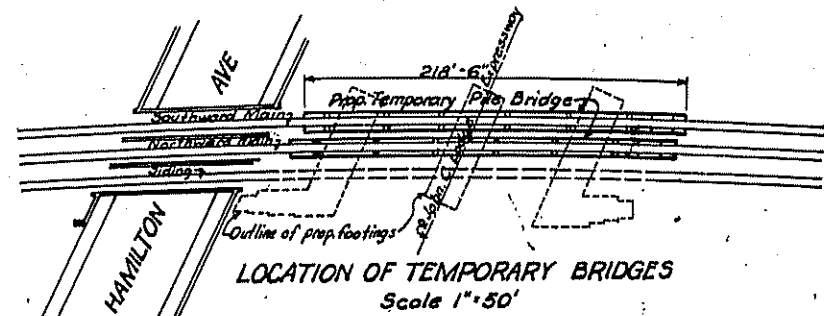 AVE
218'-6"
Expressway
Prop. Temporary Pile Bridge
Southward Main
Northward Main
Siding
Outline of prop. footings
HAMILTON
LOCATION OF TEMPORARY BRIDGES
Scale 1"=50'